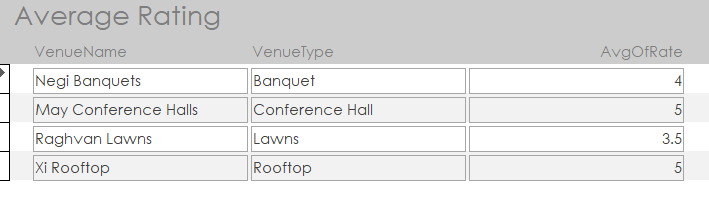 Average Rating
VenueName VenueType AvgOfRate
Negi Banquets Banquet 4
May Conference Halls Conference Hall 5
Raghvan Lawns Lawns 3.5
Xi Rooftop Rooftop 5